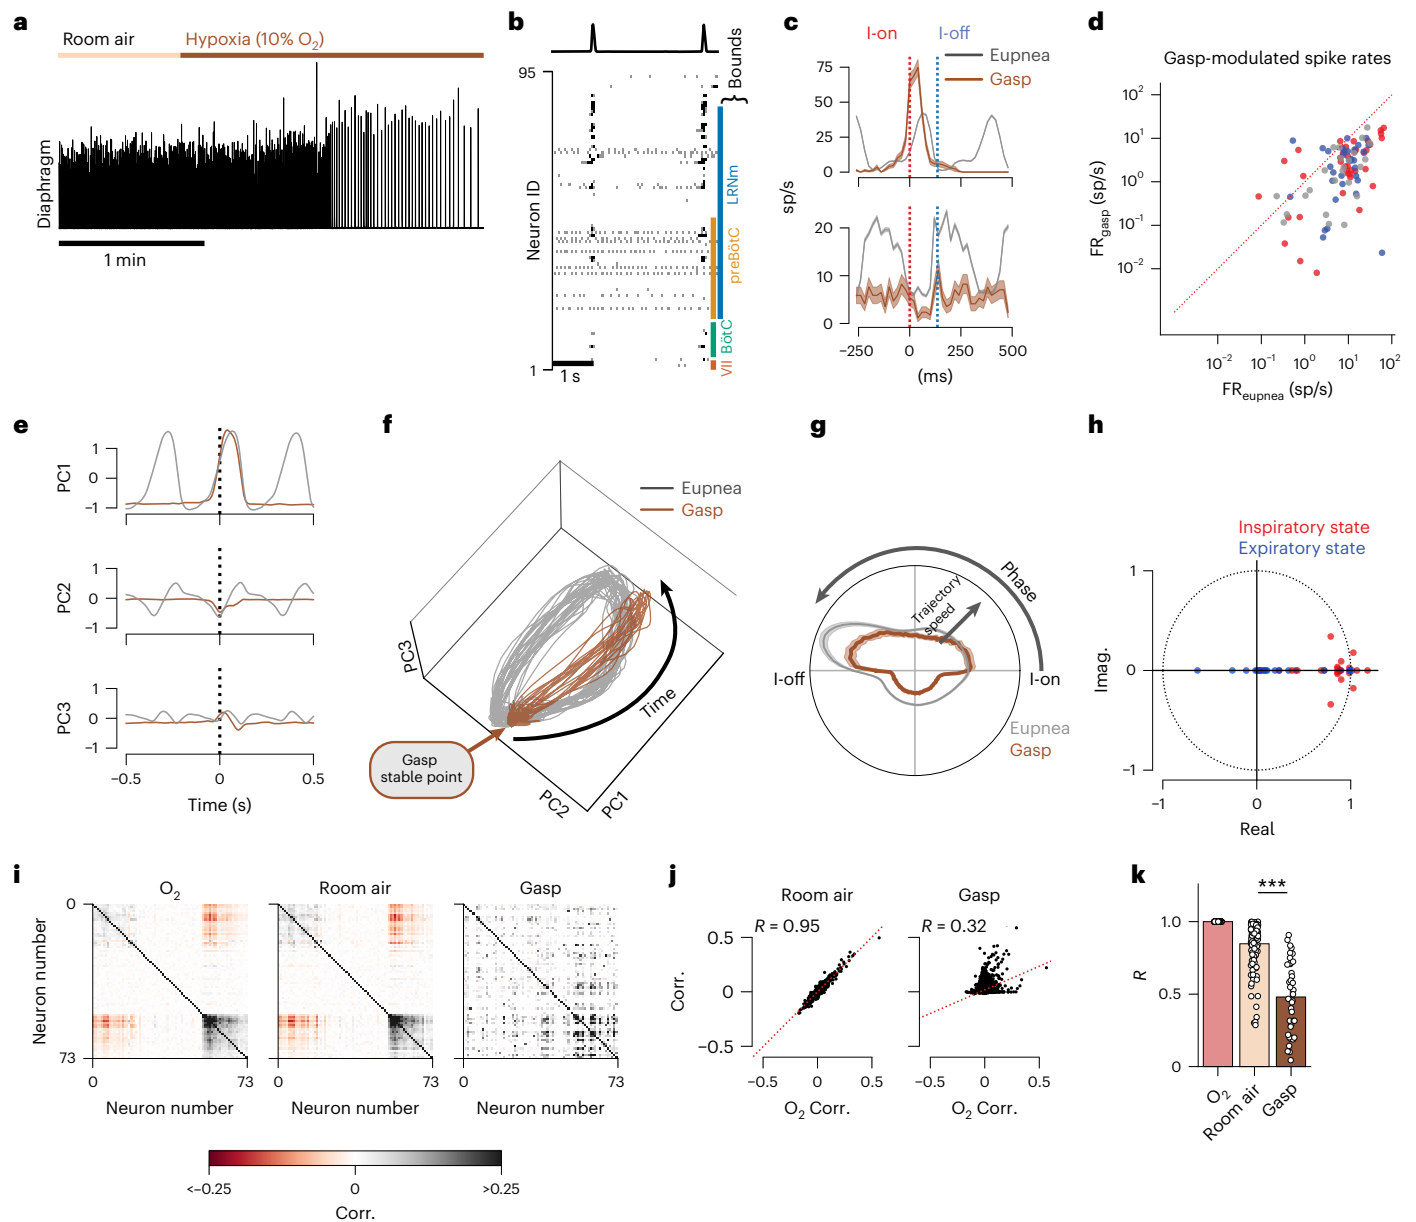 a
Room air
Hypoxia (10% O2)
Diaphragm
1 min
b
95
Neuron ID
1
1 s
Bounds
LRNm
preBötC
BötC
VII
c
I-on
I-off
Eupnea
Gasp
75
50
25
0
sp/s
20
10
0
−250
0
250
500
(ms)
d
Gasp-modulated spike rates
10^2
10^1
10^0
10^−1
10^−2
FRgasp (sp/s)
10^−2
10^−1
10^0
10^1
10^2
FReupnea (sp/s)
e
PC1
1
0
−1
PC2
1
0
−1
PC3
1
0
−1
−0.5
0
0.5
Time (s)
f
Eupnea
Gasp
PC3
Time
Gasp
stable point
PC2
PC1
g
Phase
Trajectory
speed
I-off
I-on
Eupnea
Gasp
h
Inspiratory state
Expiratory state
1
0
−1
Imag.
−1
0
1
Real
i
O2
Room air
Gasp
0
73
Neuron number
0
73
0
73
0
73
Neuron number
Neuron number
Neuron number
<−0.25
0
>0.25
Corr.
j
Room air
Gasp
R = 0.95
R = 0.32
0.5
0
−0.5
Corr.
−0.5
0
0.5
−0.5
0
0.5
O2 Corr.
O2 Corr.
k
***
1.0
0.5
0
R
O2
Room air
Gasp